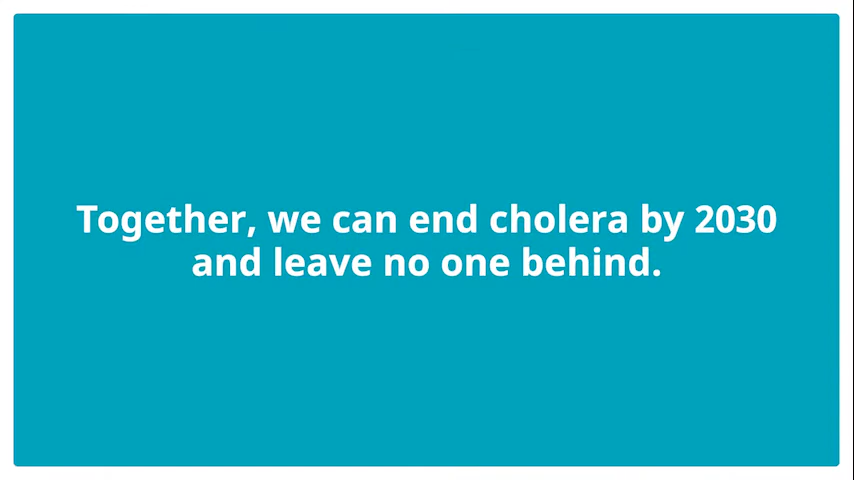 Together, we can end cholera by 2030
and leave no one behind.